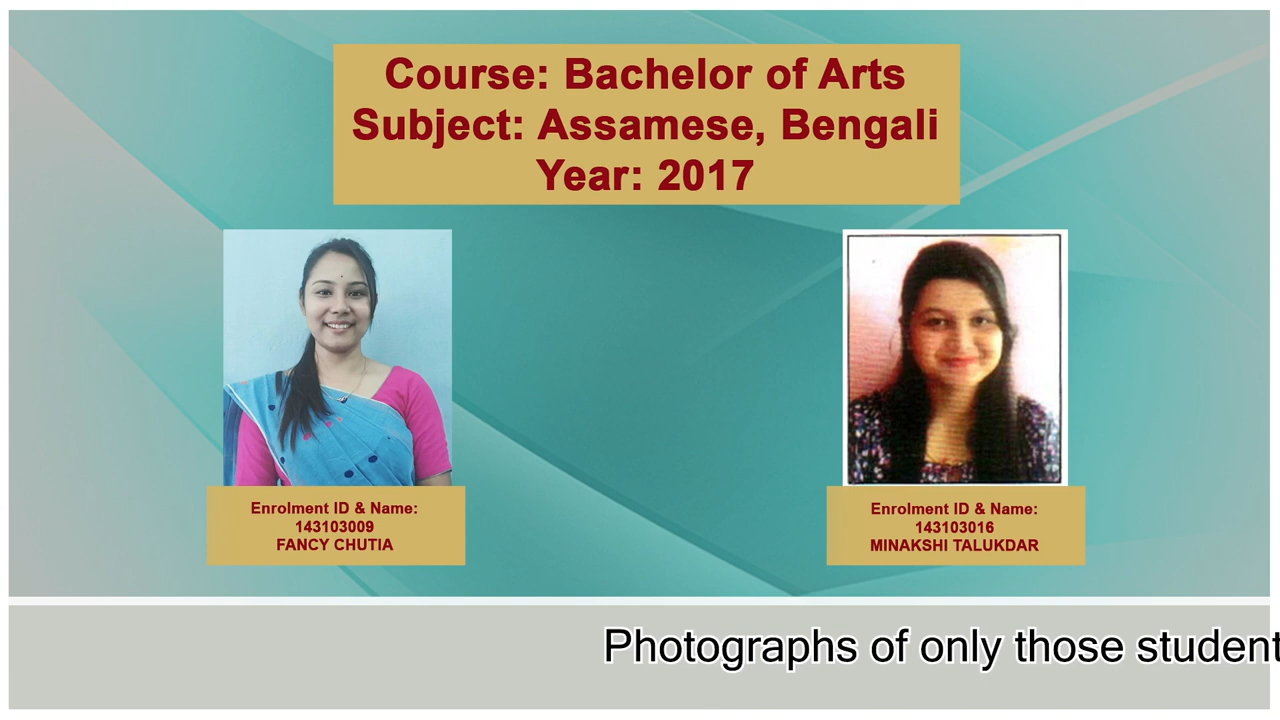 Course: Bachelor of Arts
Subject: Assamese, Bengali
Year: 2017
Enrolment ID & Name:
143103009
FANCY CHUTIA
Enrolment ID & Name:
143103016
MINAKSHI TALUKDAR
Photographs of only those student